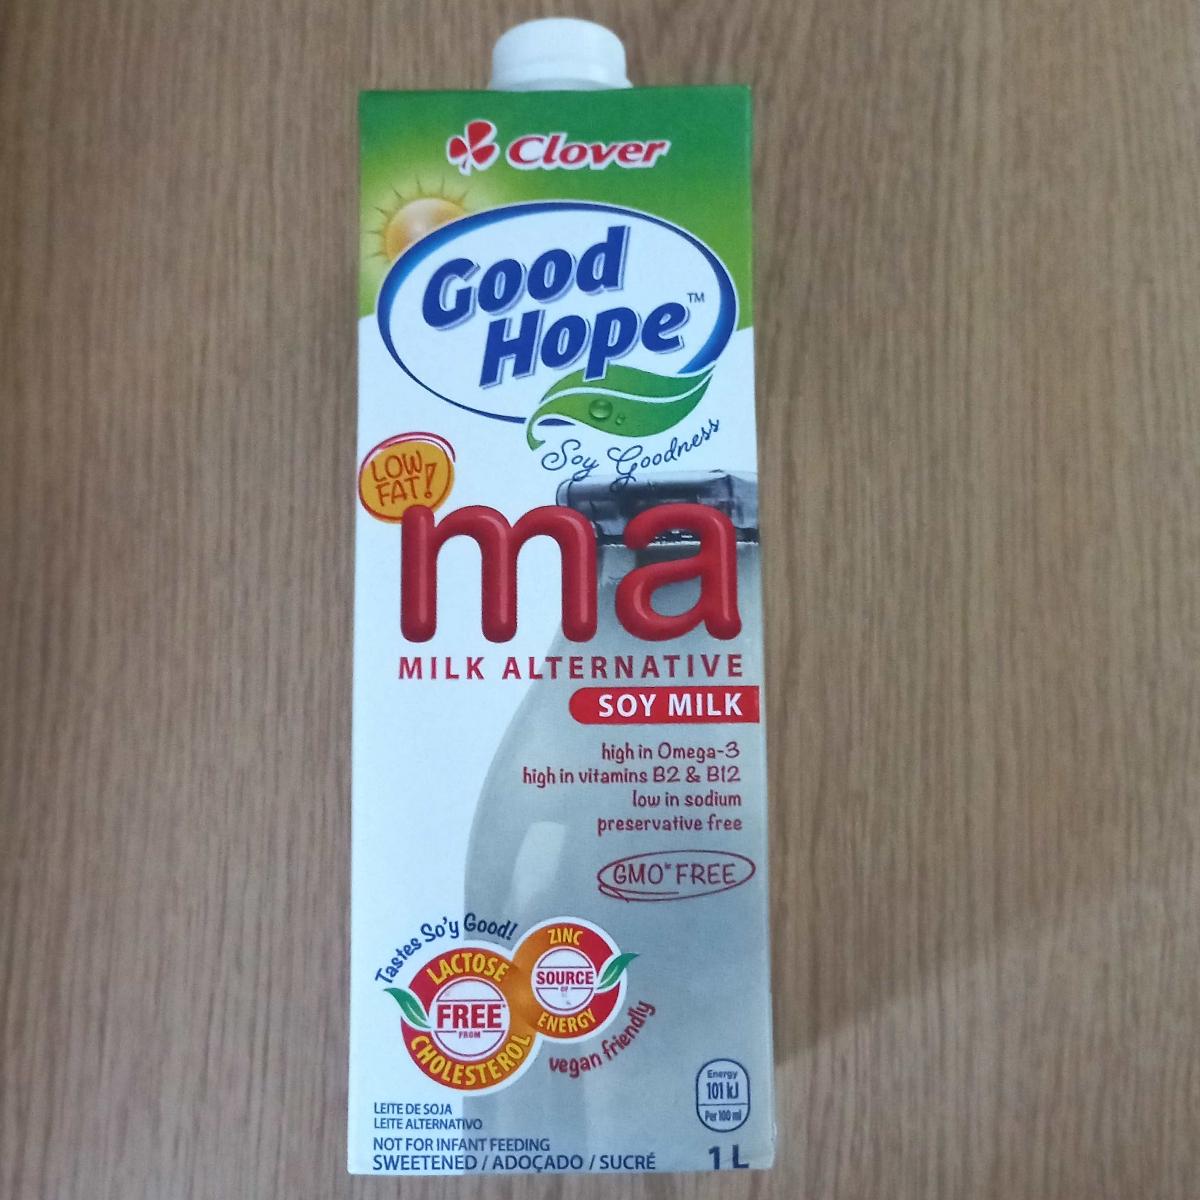 Clover
Good
Hope™
Soy Goodness
LOW
FAT!
ma
MILK ALTERNATIVE
SOY MILK
high in Omega-3
high in vitamins B2 & B12
low in sodium
preservative free
GMO* FREE
Tastes So'y Good!
LACTOSE
FREE
FROM
CHOLESTEROL
ZINC
SOURCE
OF
ENERGY
vegan friendly
Energy
101 kJ
Per 100 ml
LEITE DE SOJA
LEITE ALTERNATIVO
NOT FOR INFANT FEEDING
SWEETENED / ADOÇADO / SUCRÉ
1 L